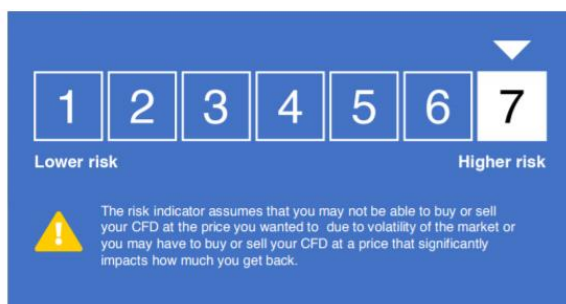 1 2 3 4 5 6 7
Lower risk Higher risk
The risk indicator assumes that you may not be able to buy or sell
your CFD at the price you wanted to due to volatility of the market or
you may have to buy or sell your CFD at a price that significantly
impacts how much you get back.